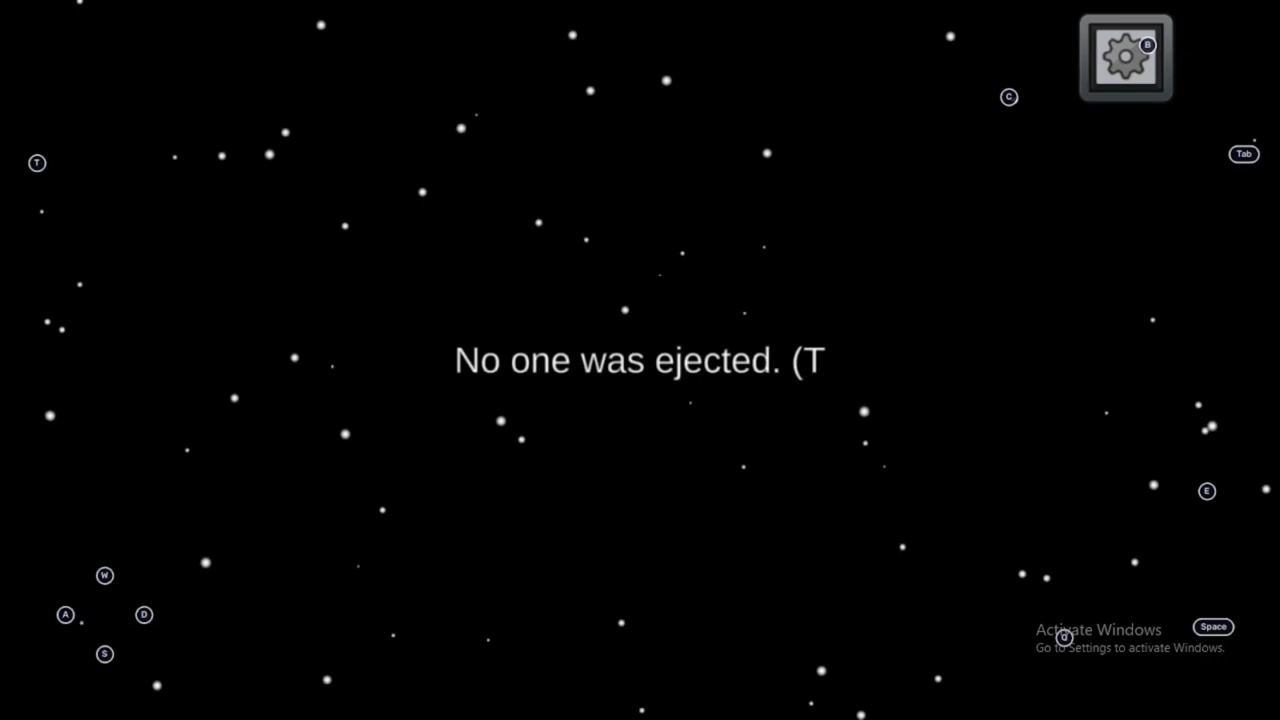 B
C
T
Tab
No one was ejected. (T
E
W
A
D
Space
Activate Windows
Q
Go to Settings to activate Windows.
S